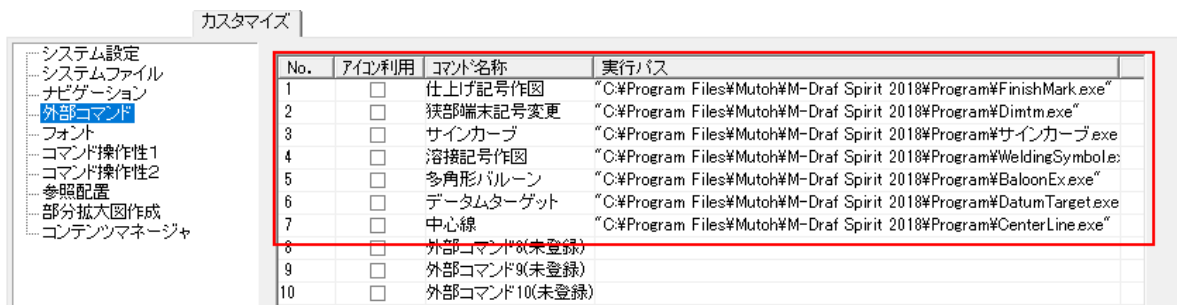 カスタマイズ
システム設定
システムファイル
ナビゲーション
外部コマンド
フォント
コマンド操作性1
コマンド操作性2
参照配置
部分拡大図作成
コンテンツマネージャ
No. アイコン利用 コマンド名称 実行パス
1 仕上げ記号作図 "C:¥Program Files¥Mutoh¥M-Draf Spirit 2018¥Program¥FinishMark.exe"
2 狭部端末記号変更 "C:¥Program Files¥Mutoh¥M-Draf Spirit 2018¥Program¥Dimtm.exe"
3 サインカーブ "C:¥Program Files¥Mutoh¥M-Draf Spirit 2018¥Program¥サインカーブ.exe
4 溶接記号作図 "C:¥Program Files¥Mutoh¥M-Draf Spirit 2018¥Program¥WeldingSymbol.e
5 多角形バルーン "C:¥Program Files¥Mutoh¥M-Draf Spirit 2018¥Program¥BaloonEx.exe"
6 データムターゲット "C:¥Program Files¥Mutoh¥M-Draf Spirit 2018¥Program¥DatumTarget.exe
7 中心線 "C:¥Program Files¥Mutoh¥M-Draf Spirit 2018¥Program¥CenterLine.exe"
8 外部コマンド8(未登録)
9 外部コマンド9(未登録)
10 外部コマンド10(未登録)